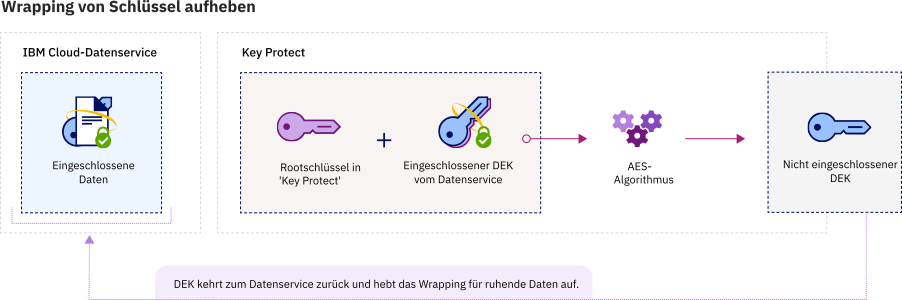 Wrapping von Schlüssel aufheben
IBM Cloud-Datenservice
Eingeschlossene
Daten
Key Protect
Rootschlüssel in
'Key Protect'
+
Eingeschlossener DEK
vom Datenservice
AES-
Algorithmus
Nicht eingeschlossener
DEK
DEK kehrt zum Datenservice zurück und hebt das Wrapping für ruhende Daten auf.